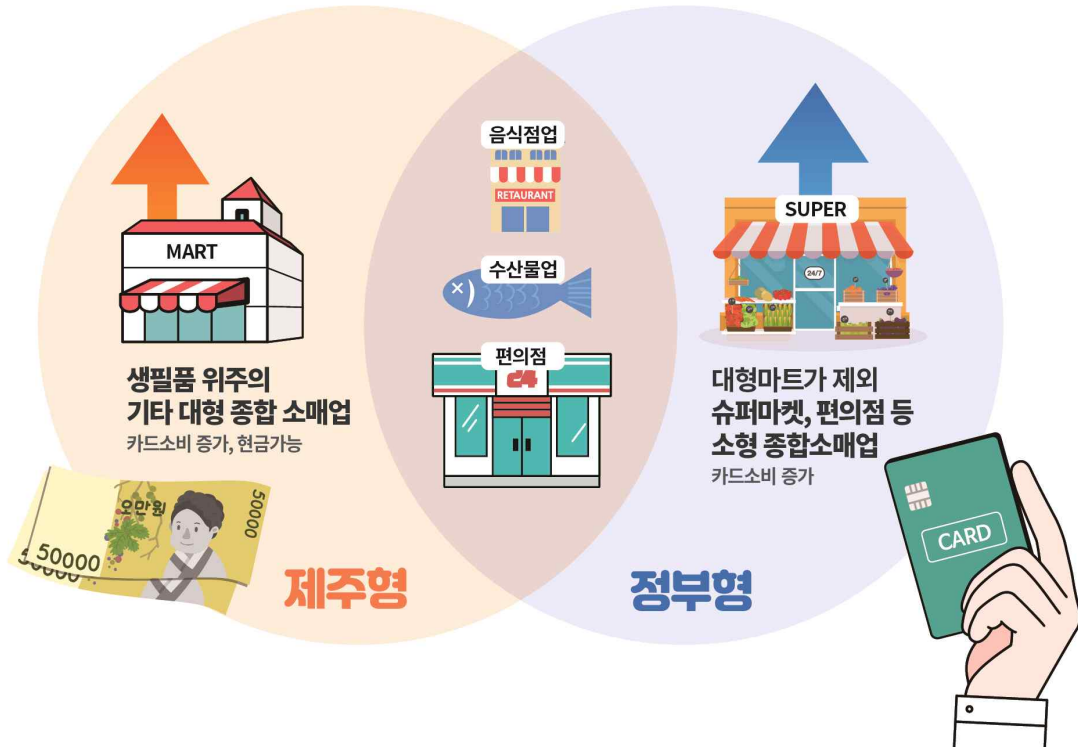 MART
생필품 위주의
기타 대형 종합 소매업
카드소비 증가, 현금가능
오만원
50000
50000
50000
제주형
음식점업
RETAURANT
수산물업
편의점
C4
SUPER
24/7
대형마트가 제외
슈퍼마켓, 편의점 등
소형 종합소매업
카드소비 증가
정부형
CARD